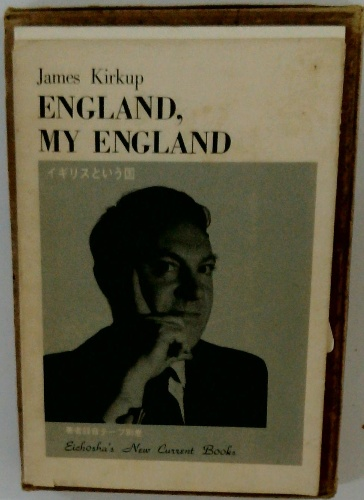 James Kirkup
ENGLAND,
MY ENGLAND
イギリスという国
Eichosha's New Current Books